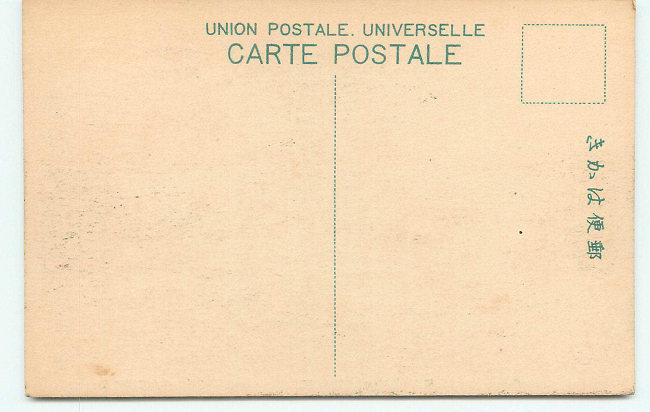 UNION POSTALE. UNIVERSELLE
CARTE POSTALE
郵便はかき